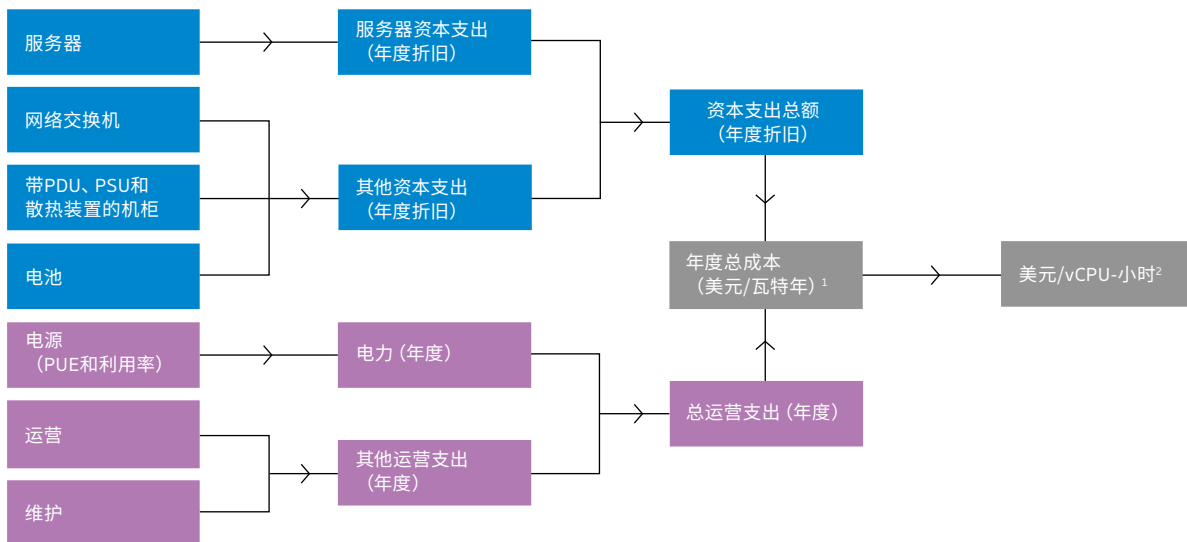 服务器
服务器资本支出
（年度折旧）
网络交换机
资本支出总额
（年度折旧）
带PDU、PSU和
散热装置的机柜
其他资本支出
（年度折旧）
电池
年度总成本
（美元/瓦特年）1
美元/vCPU-小时2
电源
（PUE和利用率）
电力（年度）
总运营支出（年度）
运营
其他运营支出
（年度）
维护